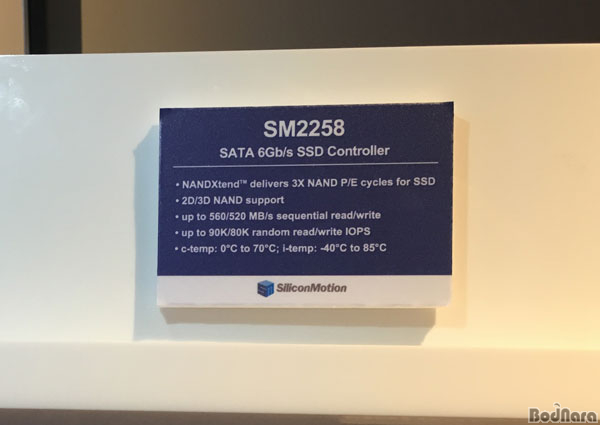 SM2258
SATA 6Gb/s SSD Controller
• NANDXtend™ delivers 3X NAND P/E cycles for SSD
• 2D/3D NAND support
• up to 560/520 MB/s sequential read/write
• up to 90K/80K random read/write IOPS
• c-temp: 0°C to 70°C; i-temp: -40°C to 85°C
SiliconMotion
BodNara